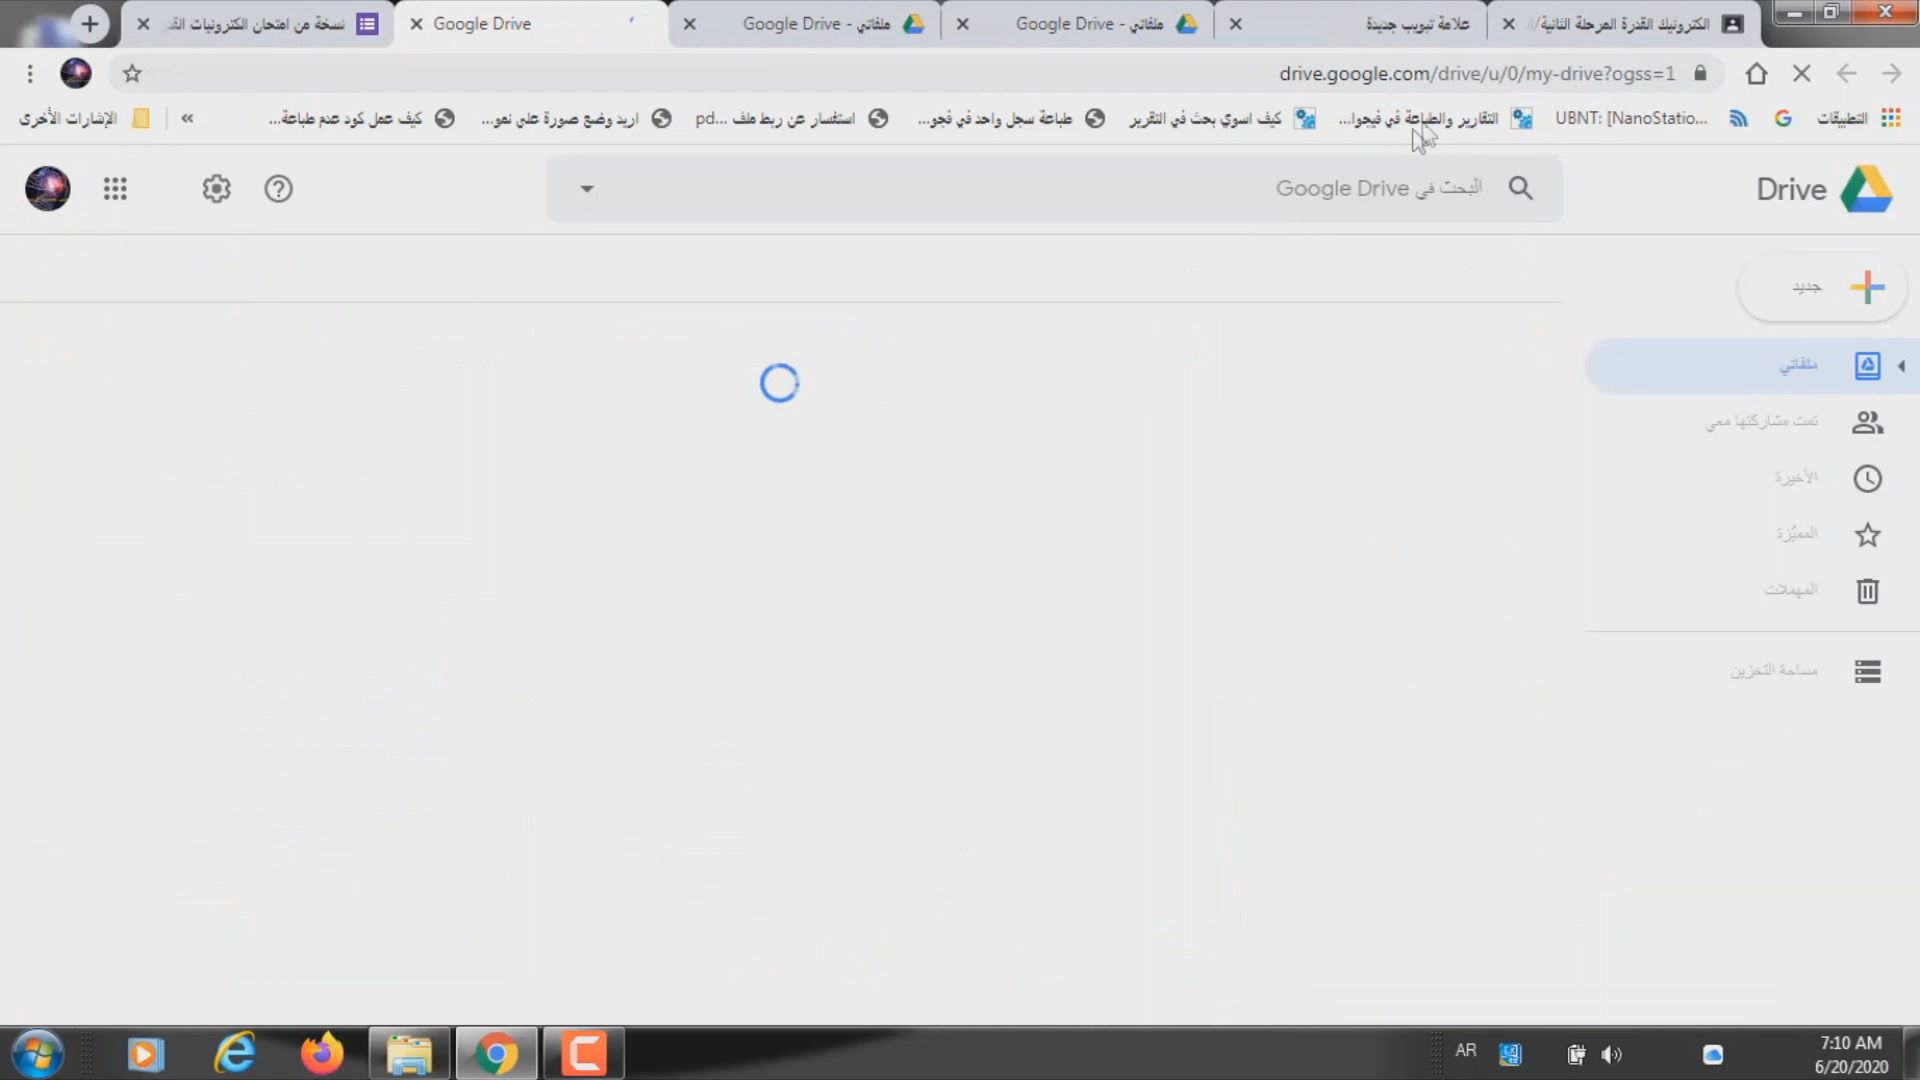 الكترونيك القدرة المرحلة الثانية/ا
علامة تبويب جديدة
ملفاتي - Google Drive
ملفاتي - Google Drive
Google Drive
نسخة من امتحان الكترونيات القد
drive.google.com/drive/u/0/my-drive?ogss=1
التطبيقات
UBNT: [NanoStatio...
التقارير والطباعة في فيجوا...
كيف اسوي بحث في التقرير
طباعة سجل واحد في فجو...
استفسار عن ربط ملف pd...
اريد وضع صورة علي نمو...
كيف عمل كود عدم طباعة...
»
الإشارات الأخرى
Drive
البحث في Google Drive
جديد
ملفاتي
تمت مشاركتها معي
الأخيرة
المميّزة
المهملات
مساحة التخزين
AR
7:10 AM
6/20/2020